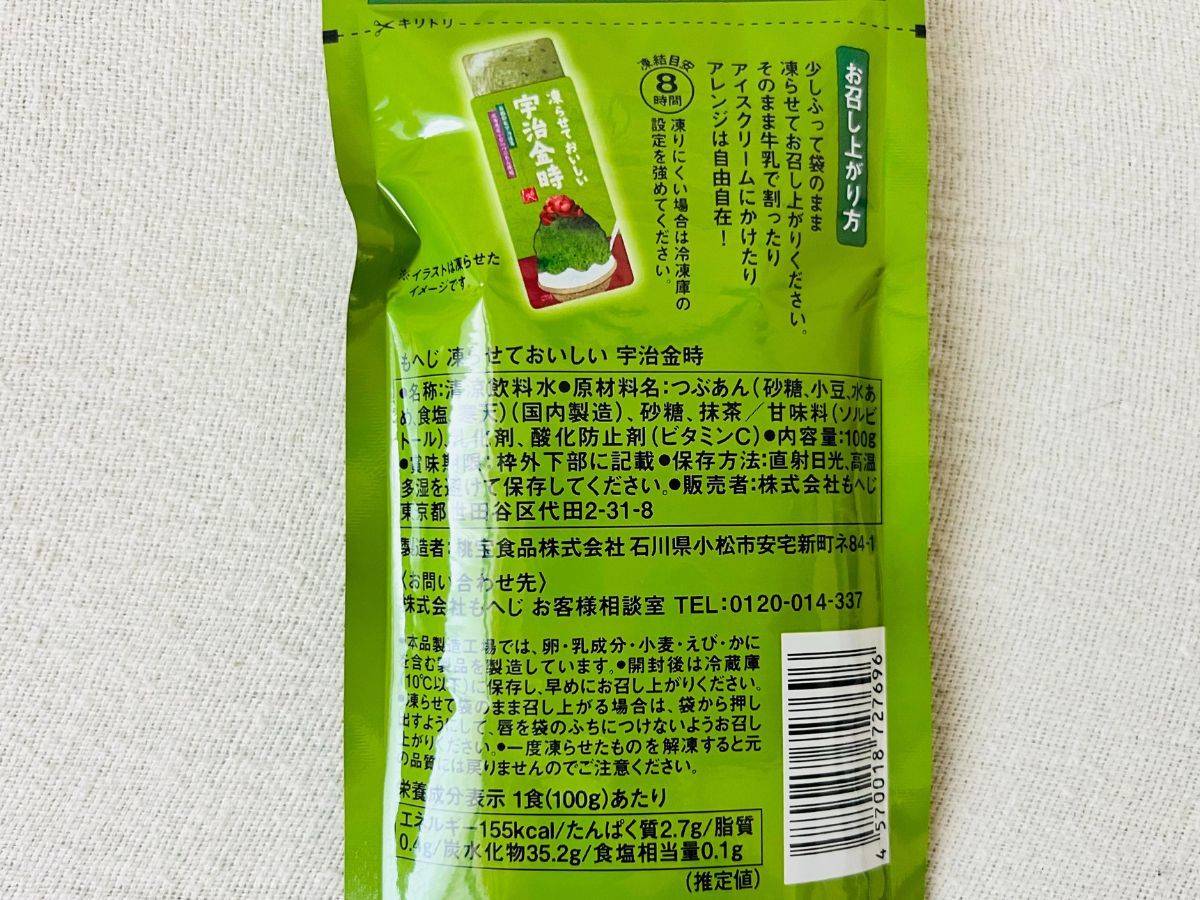 キリトリ
お召し上がり方
少しふって袋のまま
凍らせてお召し上がりください。
そのまま牛乳で割ったり
アイスクリームにかけたり
アレンジは自由自在！
凍結目安
8
時間
凍りにくい場合は冷凍庫の
設定を強めてください。
凍らせておいしい
宇治金時
※イラストは凍らせた
イメージです。
もへじ 凍らせておいしい 宇治金時
●名称:清涼飲料水●原材料名:つぶあん(砂糖、小豆、水あ
め、食塩、寒天)(国内製造)、砂糖、抹茶／甘味料(ソルビ
トール)、乳化剤、酸化防止剤(ビタミンC)●内容量:100g
●賞味期限:枠外下部に記載●保存方法:直射日光、高温
多湿を避けて保存してください。●販売者:株式会社もへじ
東京都世田谷区代田2-31-8
製造者:桃宝食品株式会社 石川県小松市安宅新町ネ84-1
〈お問い合わせ先〉
株式会社もへじ お客様相談室 TEL:0120-014-337
●本品製造工場では、卵・乳成分・小麦・えび・かに
を含む製品を製造しています。●開封後は冷蔵庫
(10℃以下)に保存し、早めにお召し上がりください。
●凍らせて袋のまま召し上がる場合は、袋から押し
出すようにして、唇を袋のふちにつけないようお召し
上がりください。●一度凍らせたものを解凍すると元
の品質には戻りませんのでご注意ください。
栄養成分表示 1食(100g)あたり
エネルギー155kcal/たんぱく質2.7g/脂質
0.4g/炭水化物35.2g/食塩相当量0.1g
(推定値)
4 570018 727696